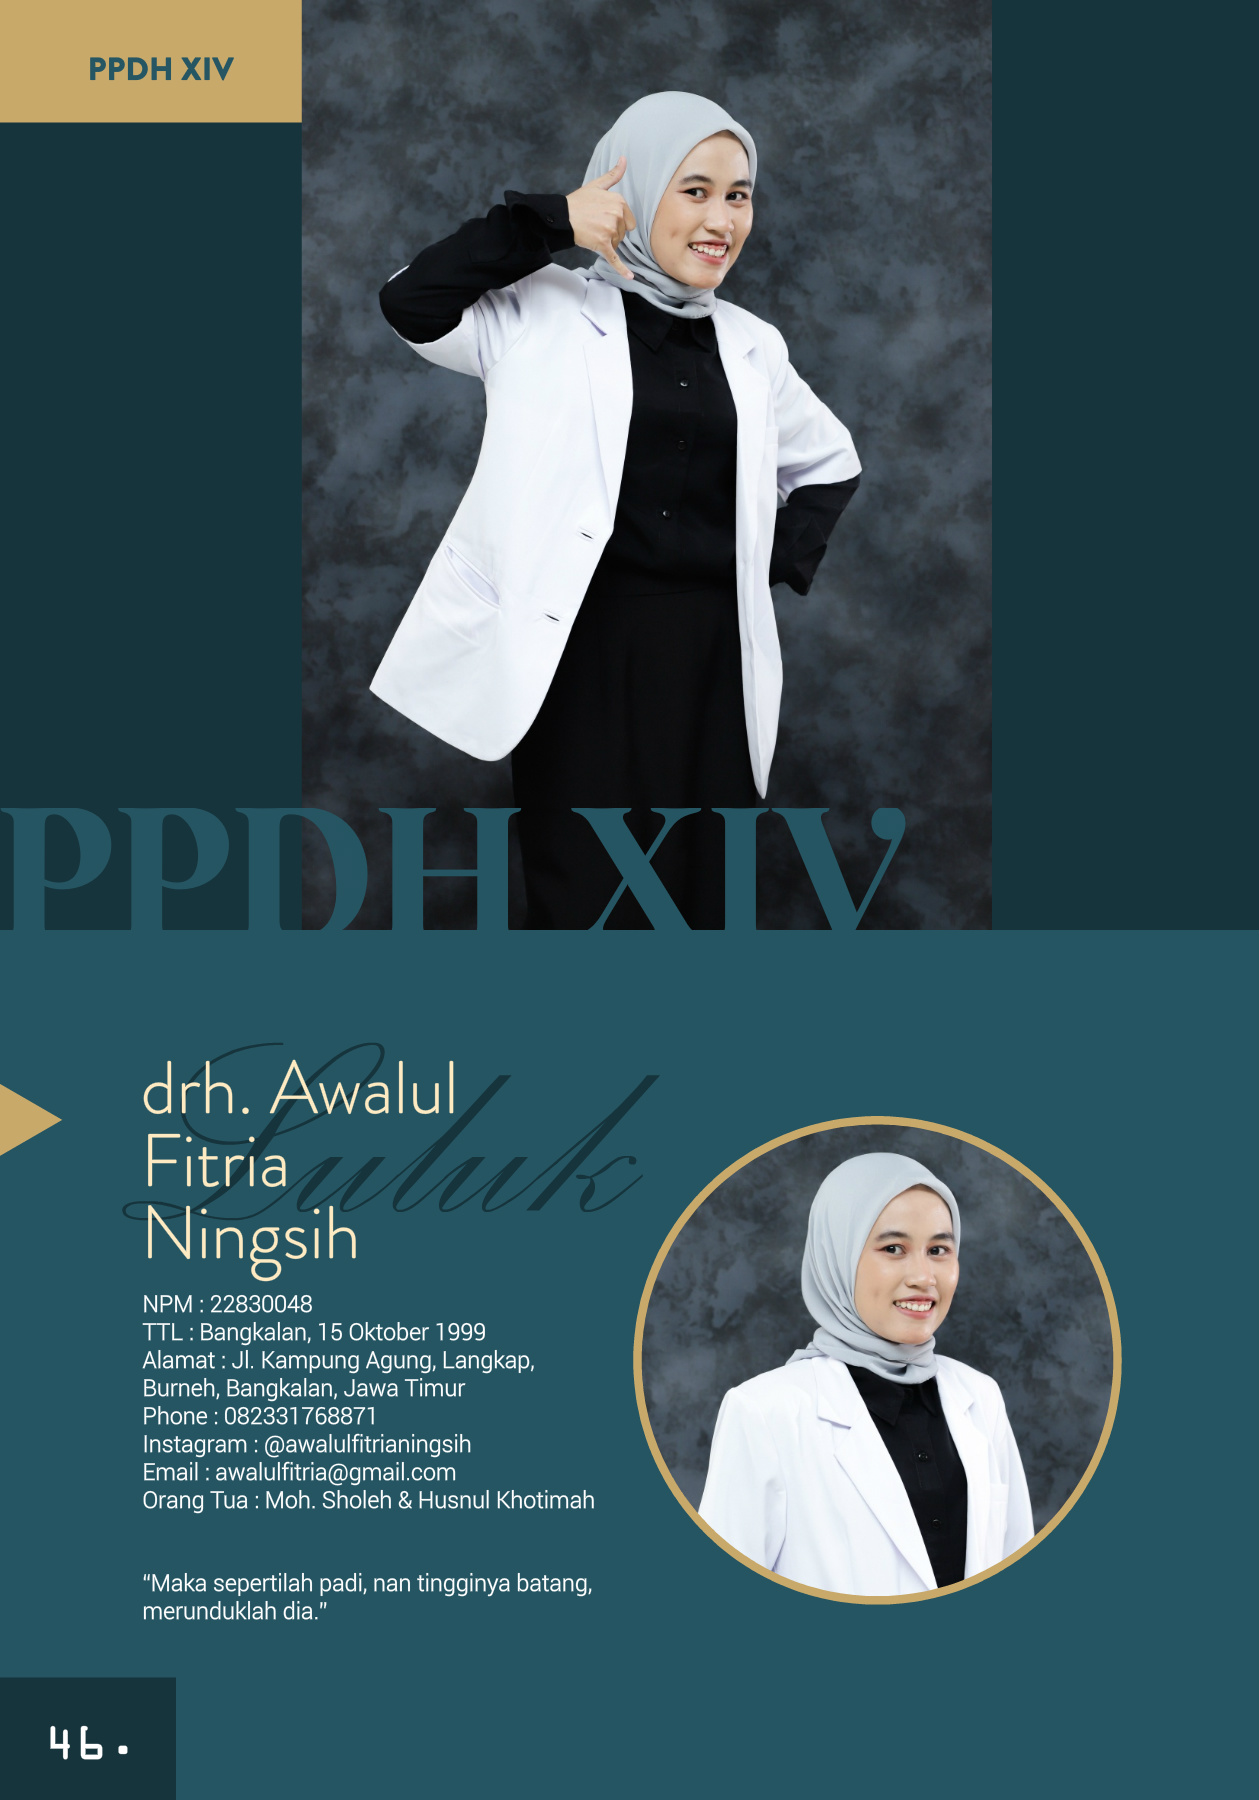 PPDH XIV
PPDH XIV
Luluk
drh. Awalul
Fitria
Ningsih
NPM : 22830048
TTL : Bangkalan, 15 Oktober 1999
Alamat : Jl. Kampung Agung, Langkap,
Burneh, Bangkalan, Jawa Timur
Phone : 082331768871
Instagram : @awalulfitrianingsih
Email : awalulfitria@gmail.com
Orang Tua : Moh. Sholeh & Husnul Khotimah
“Maka sepertilah padi, nan tingginya batang,
merunduklah dia.”
46.